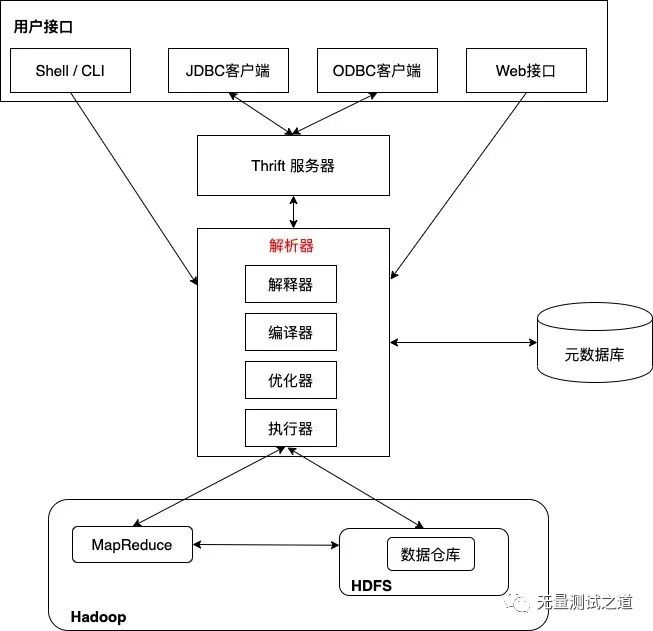 用户接口
Shell / CLI
JDBC客户端
ODBC客户端
Web接口
Thrift 服务器
解析器
解释器
编译器
优化器
执行器
元数据库
MapReduce
数据仓库
HDFS
Hadoop
无量测试之道